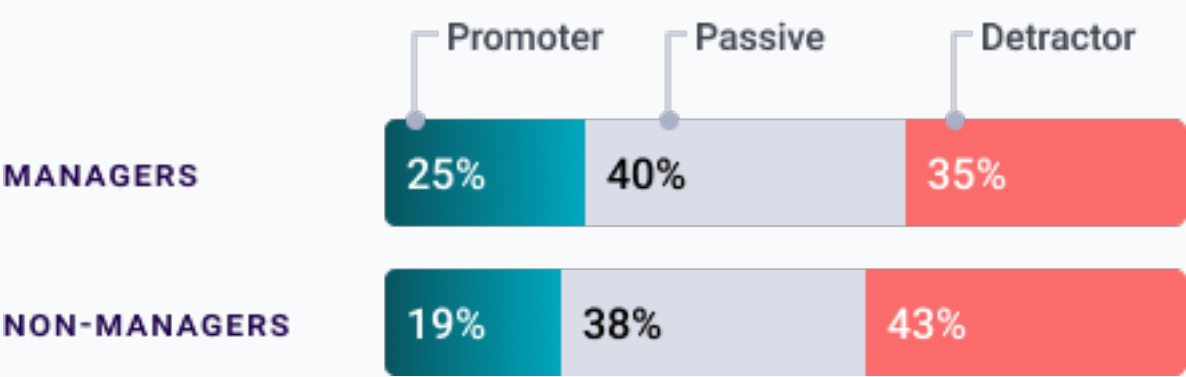 Promoter Passive Detractor
MANAGERS 25% 40% 35%
NON-MANAGERS 19% 38% 43%